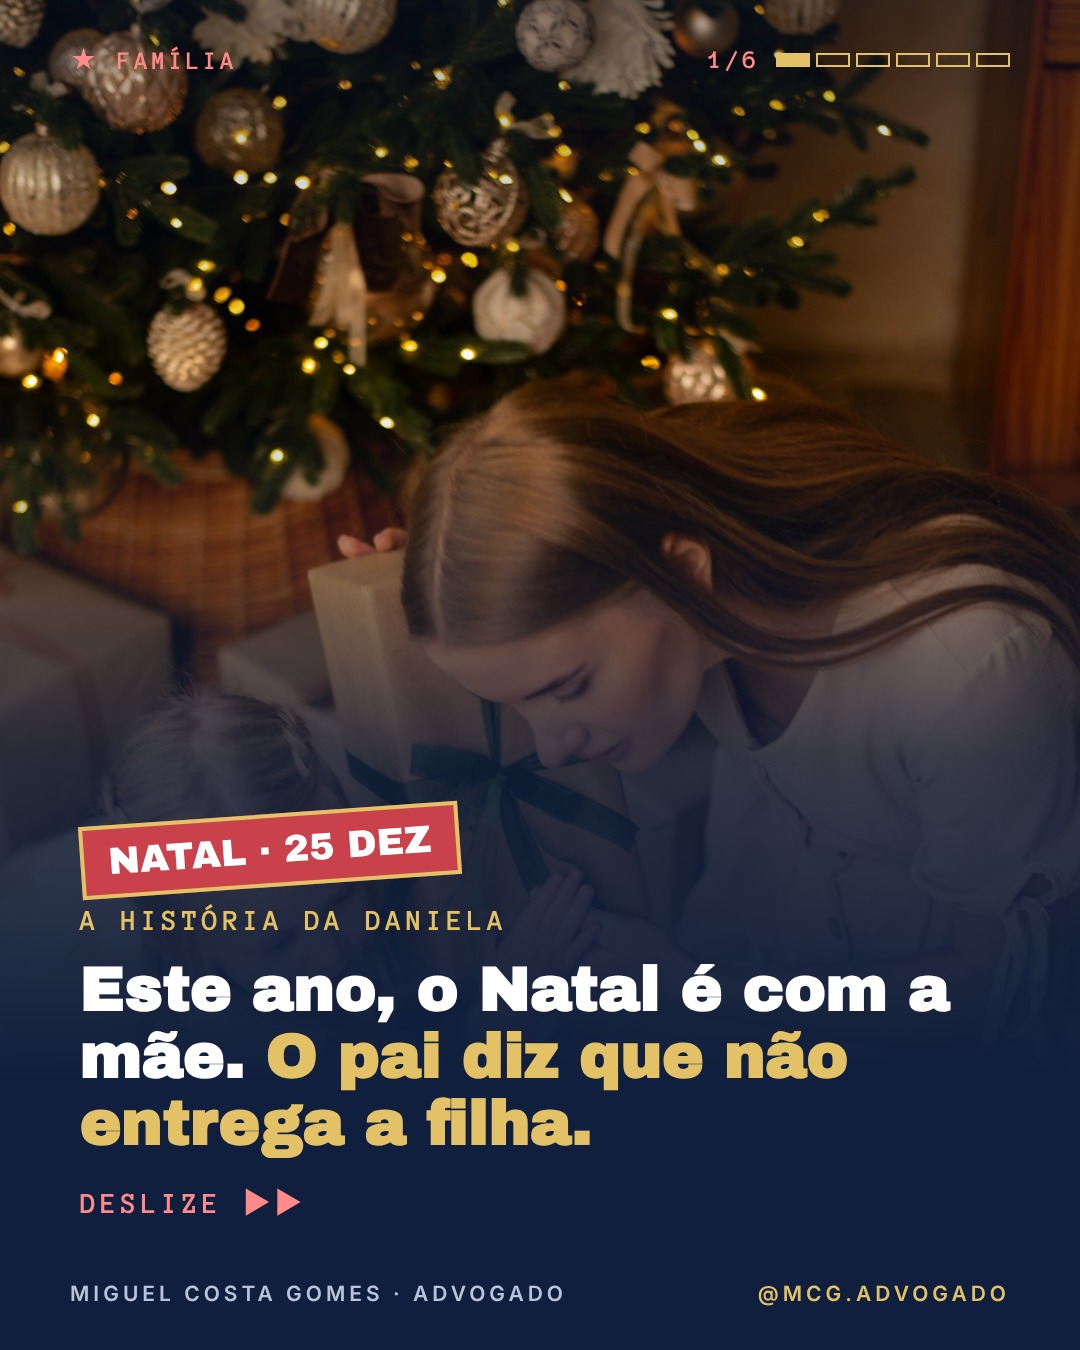 ★ FAMÍLIA
1/6
NATAL · 25 DEZ
A HISTÓRIA DA DANIELA
Este ano, o Natal é com a
mãe. O pai diz que não
entrega a filha.
DESLIZE ▶▶
MIGUEL COSTA GOMES · ADVOGADO
@MCG.ADVOGADO